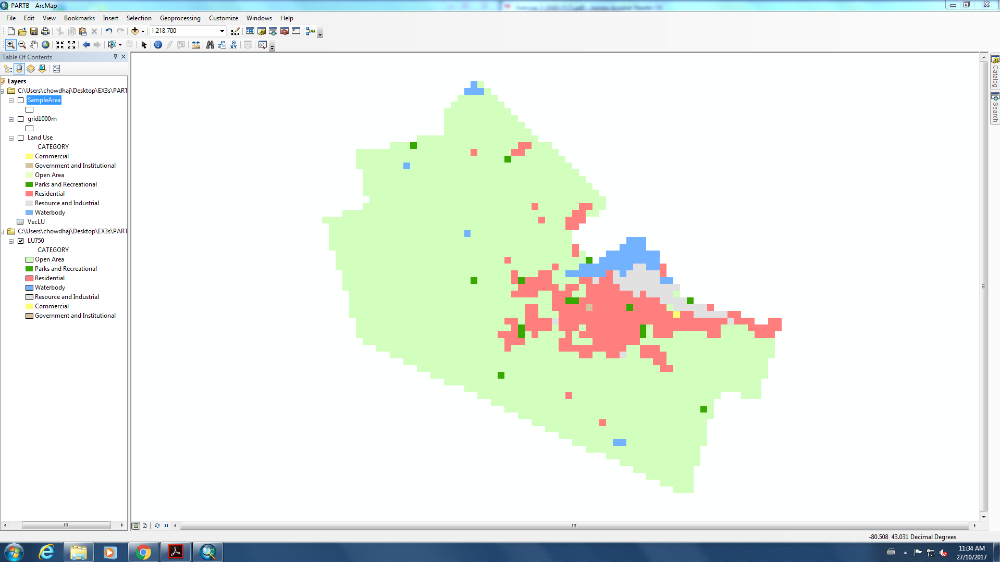 PARTB - ArcMap
File Edit View Bookmarks Insert Selection Geoprocessing Customize Windows Help
1:218,700
Table Of Contents
Layers
C:\Users\chowdhaj\Desktop\EX3s\PART
SampleArea
grid1000m
Land Use
CATEGORY
Commercial
Government and Institutional
Open Area
Parks and Recreational
Residential
Resource and Industrial
Waterbody
VecLU
C:\Users\chowdhaj\Desktop\EX3s\PART
LU750
CATEGORY
Open Area
Parks and Recreational
Residential
Waterbody
Resource and Industrial
Commercial
Government and Institutional
Catalog
Search
-80.508 43.031 Decimal Degrees
11:34 AM
27/10/2017